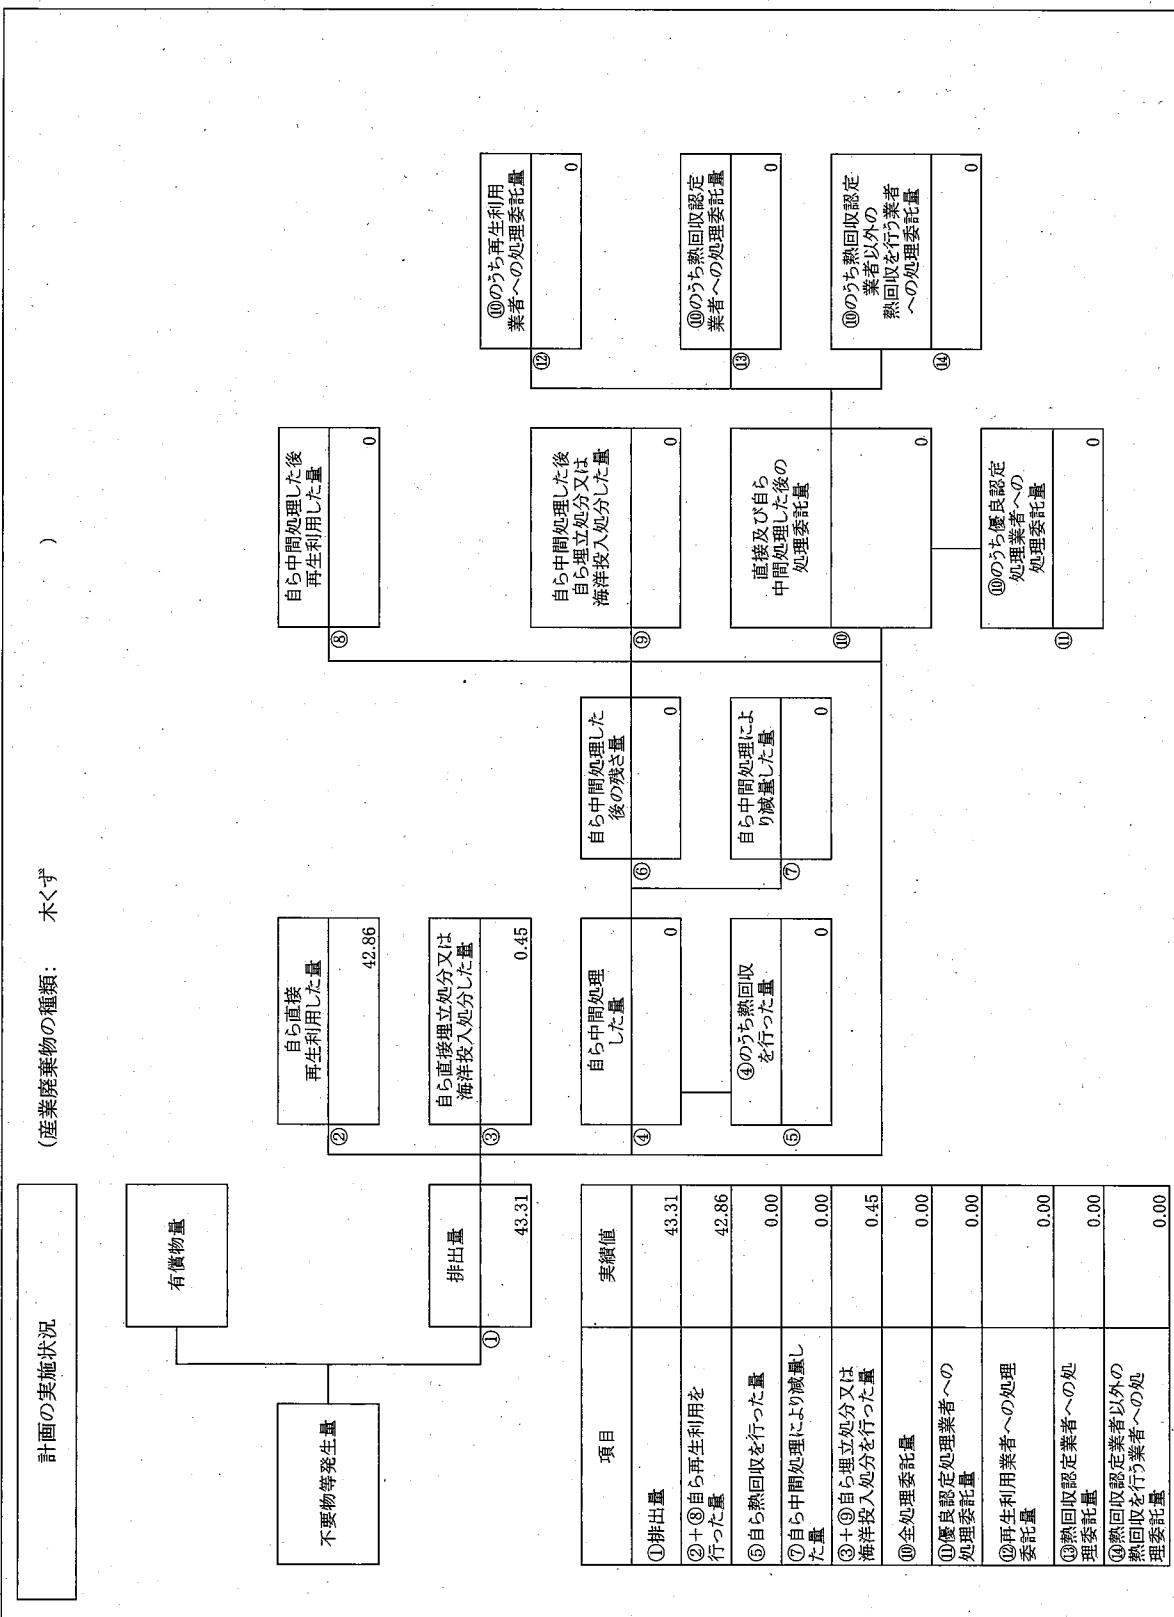 計画の実施状況
(産業廃棄物の種類: 木くず )
有償物量
不要物等発生量
排出量
①
43.31
自ら直接
再生利用した量
②
42.86
自ら直接埋立処分又は
海洋投入処分した量
③
0.45
自ら中間処理
した量
④
0
④のうち熱回収
を行った量
⑤
0
自ら中間処理した
後の残さ量
⑥
0
自ら中間処理によ
り減量した量
⑦
0
自ら中間処理した後
再生利用した量
⑧
0
自ら中間処理した後
自ら埋立処分又は
海洋投入処分した量
⑨
0
直接及び自ら
中間処理した後の
処理委託量
⑩
0
⑩のうち優良認定
処理業者への
処理委託量
⑪
0
⑩のうち再生利用
業者への処理委託量
⑫
0
⑩のうち熱回収認定
業者への処理委託量
⑬
0
⑩のうち熱回収認定
業者以外の
熱回収を行う業者
への処理委託量
⑭
0
項目 実績値
①排出量 43.31
②+⑧自ら再生利用を
行った量 42.86
⑤自ら熱回収を行った量 0.00
⑦自ら中間処理により減量し
た量 0.00
③+⑨自ら埋立処分又は
海洋投入処分を行った量 0.45
⑩全処理委託量 0.00
⑪優良認定処理業者への
処理委託量 0.00
⑫再生利用業者への処理
委託量 0.00
⑬熱回収認定業者への処
理委託量 0.00
⑭熱回収認定業者以外の
熱回収を行う業者への処
理委託量 0.00